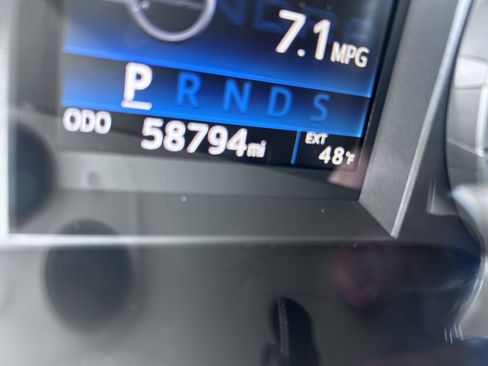 7.1 MPG
P R N D S
ODO 58794 mi
EXT
48°F